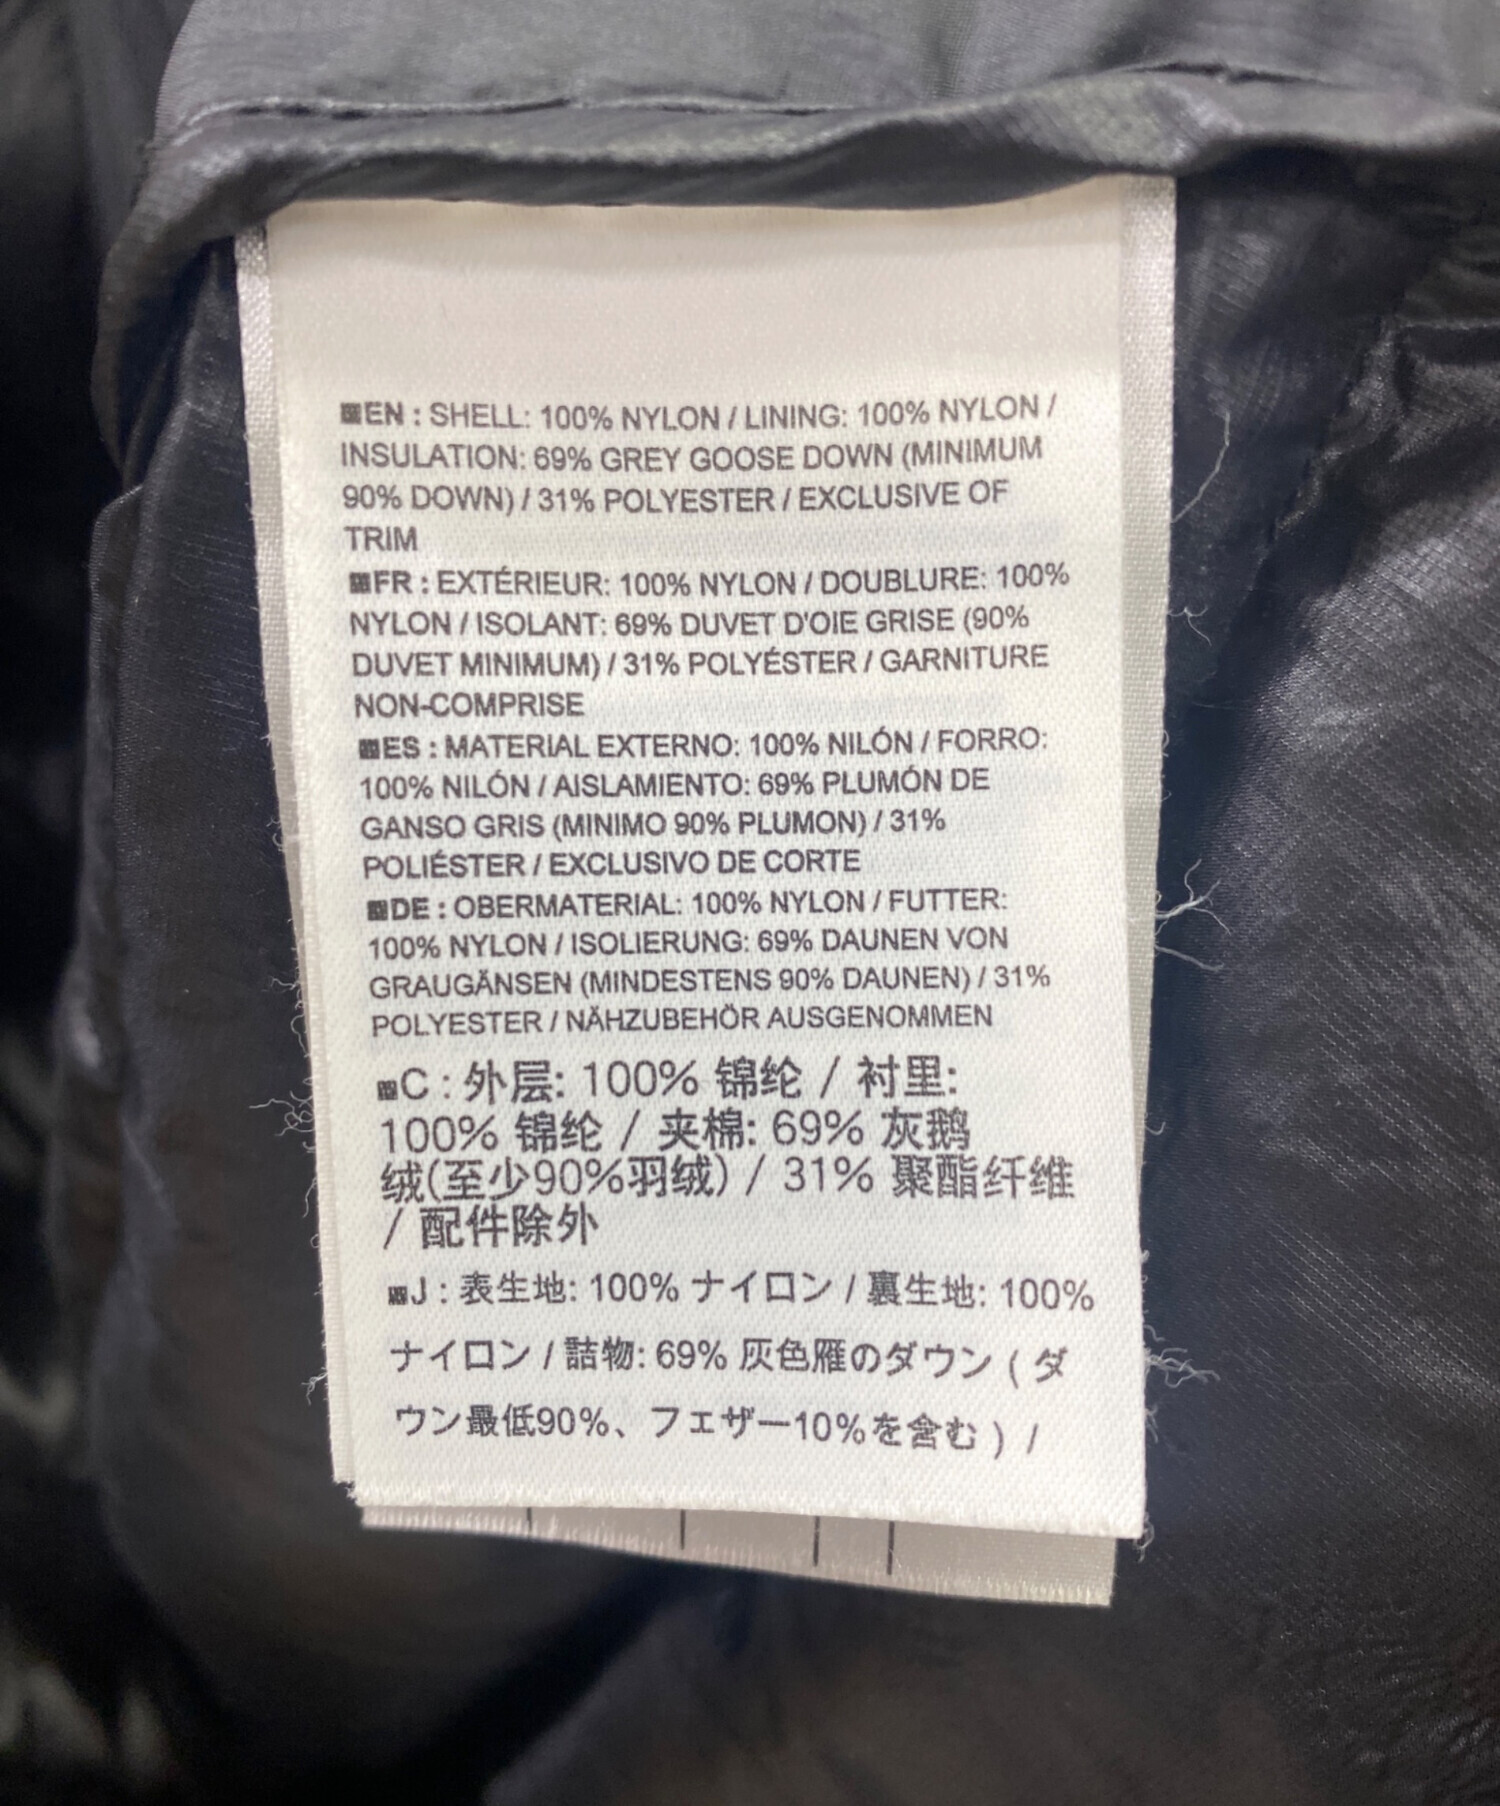 EN : SHELL: 100% NYLON / LINING: 100% NYLON /
INSULATION: 69% GREY GOOSE DOWN (MINIMUM
90% DOWN) / 31% POLYESTER / EXCLUSIVE OF
TRIM
FR : EXTÉRIEUR: 100% NYLON / DOUBLURE: 100%
NYLON / ISOLANT: 69% DUVET D'OIE GRISE (90%
DUVET MINIMUM) / 31% POLYÉSTER / GARNITURE
NON-COMPRISE
ES : MATERIAL EXTERNO: 100% NILÓN / FORRO:
100% NILÓN / AISLAMIENTO: 69% PLUMÓN DE
GANSO GRIS (MINIMO 90% PLUMON) / 31%
POLIÉSTER / EXCLUSIVO DE CORTE
DE : OBERMATERIAL: 100% NYLON / FUTTER:
100% NYLON / ISOLIERUNG: 69% DAUNEN VON
GRAUGÄNSEN (MINDESTENS 90% DAUNEN) / 31%
POLYESTER / NÄHZUBEHÖR AUSGENOMMEN
C : 外层: 100% 锦纶 / 衬里:
100% 锦纶 / 夹棉: 69% 灰鹅
绒(至少90%羽绒) / 31% 聚酯纤维
/ 配件除外
J : 表生地: 100% ナイロン / 裏生地: 100%
ナイロン / 詰物: 69% 灰色雁のダウン ( ダ
ウン最低90%、フェザー10%を含む ) /